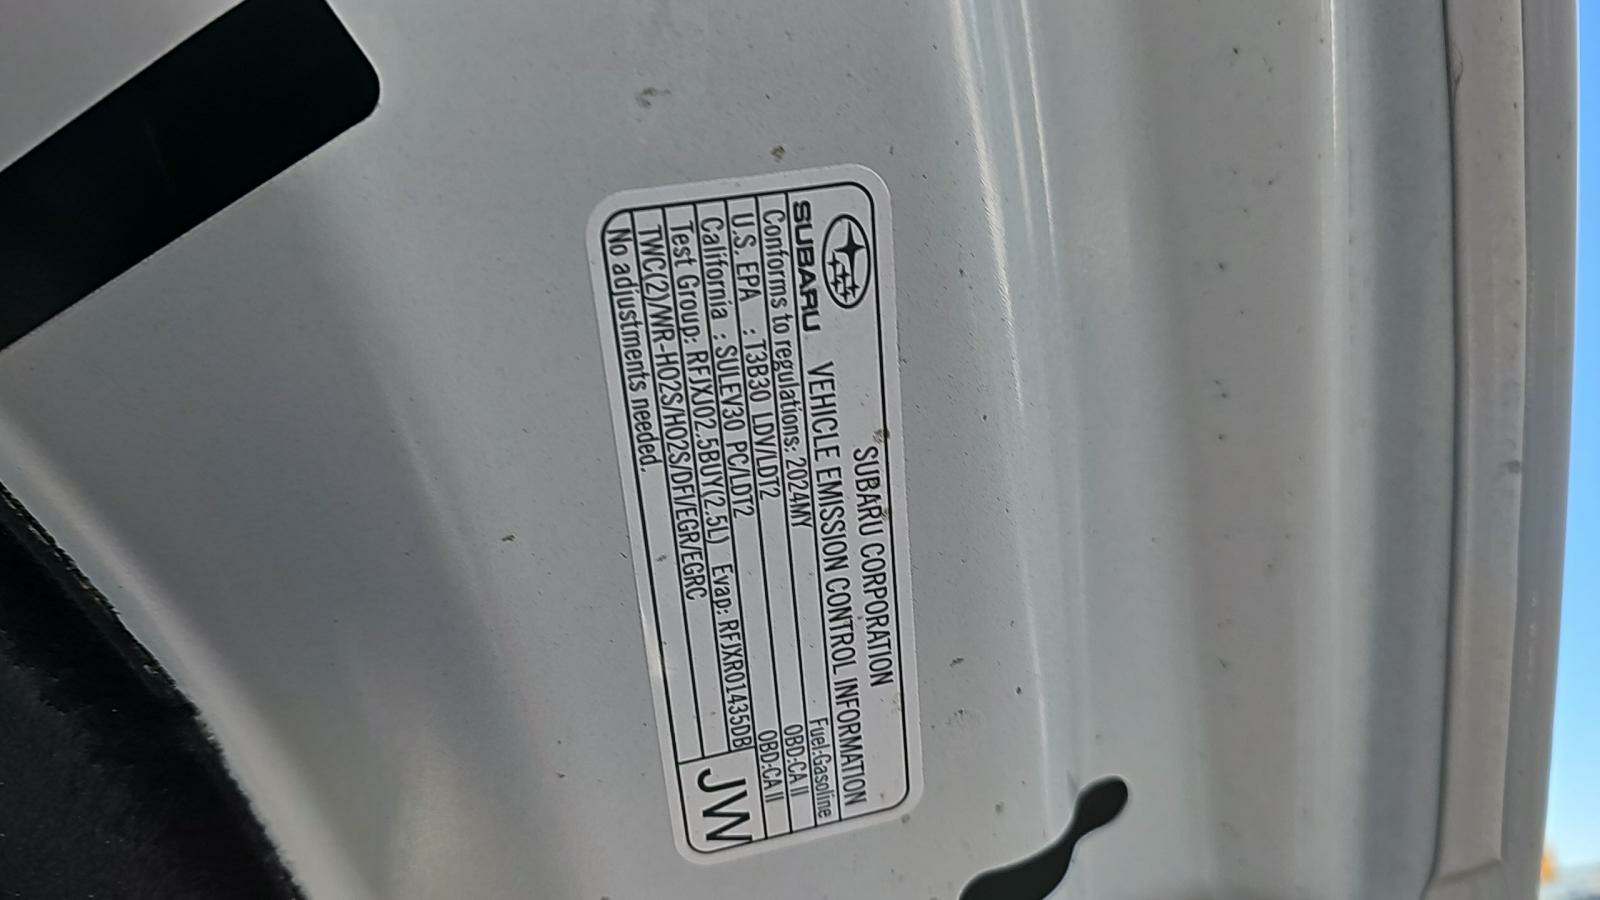 SUBARU CORPORATION
SUBARU VEHICLE EMISSION CONTROL INFORMATION
Conforms to regulations: 2024MY Fuel:Gasoline
U.S. EPA : T3B30 LDV/LDT2 OBD:CA II
California : SULEV30 PC/LDT2 OBD:CA II
Test Group: RFJXJ02.5BUY(2.5L) Evap: RFJXR01435DB
TWC(2)/WR-HO2S/HO2S/DFI/EGR/EGRC
No adjustments needed.
JW